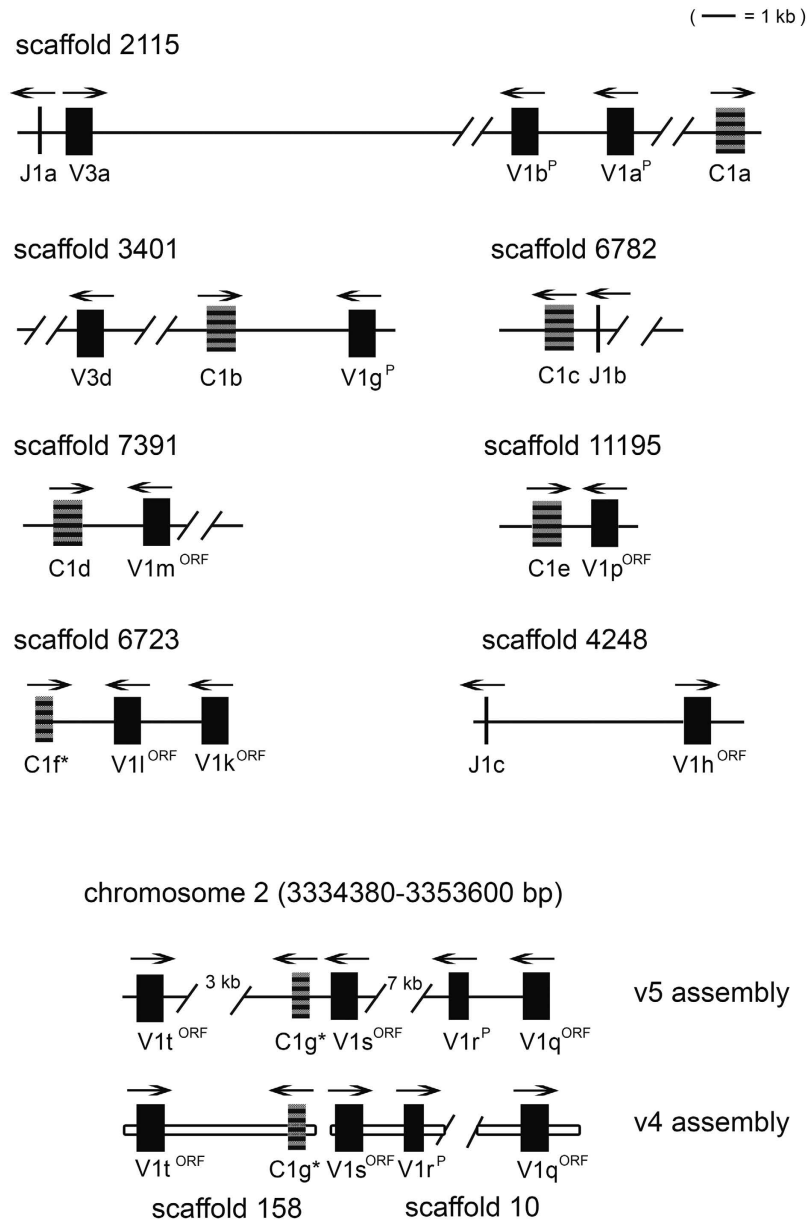 ( — = 1 kb )
scaffold 2115
J1a V3a V1b^P V1a^P C1a
scaffold 3401 scaffold 6782
V3d C1b V1g^P C1c J1b
scaffold 7391 scaffold 11195
C1d V1m^ORF C1e V1p^ORF
scaffold 6723 scaffold 4248
C1f* V1l^ORF V1k^ORF J1c V1h^ORF
chromosome 2 (3334380-3353600 bp)
3 kb 7 kb
v5 assembly
V1t^ORF C1g* V1s^ORF V1r^P V1q^ORF
v4 assembly
V1t^ORF C1g* V1s^ORF V1r^P V1q^ORF
scaffold 158 scaffold 10